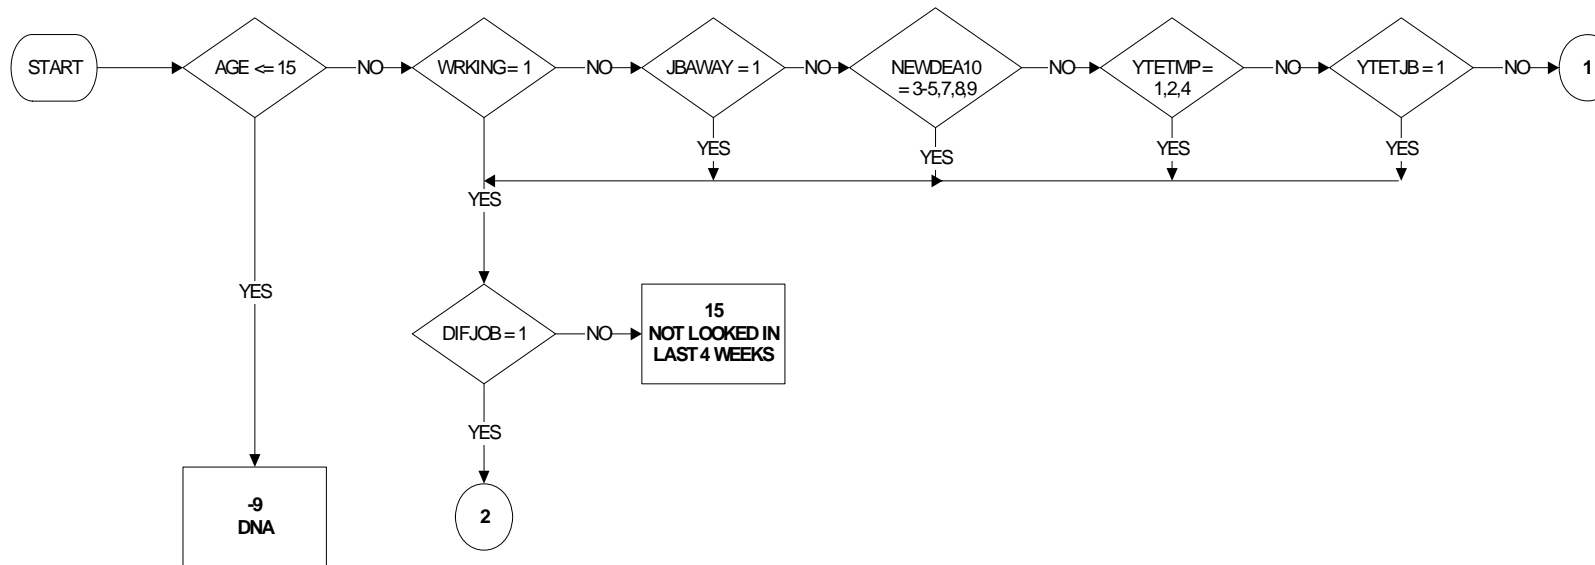 START
AGE <= 15
NO
WRKING = 1
NO
JBAWAY = 1
NO
NEWDEA10
= 3-5,7,8,9
NO
YTETMP =
1,2,4
NO
YTETJB = 1
NO
1
YES
YES
YES
YES
YES
YES
DIFJOB = 1
NO
15
NOT LOOKED IN
LAST 4 WEEKS
YES
-9
DNA
2